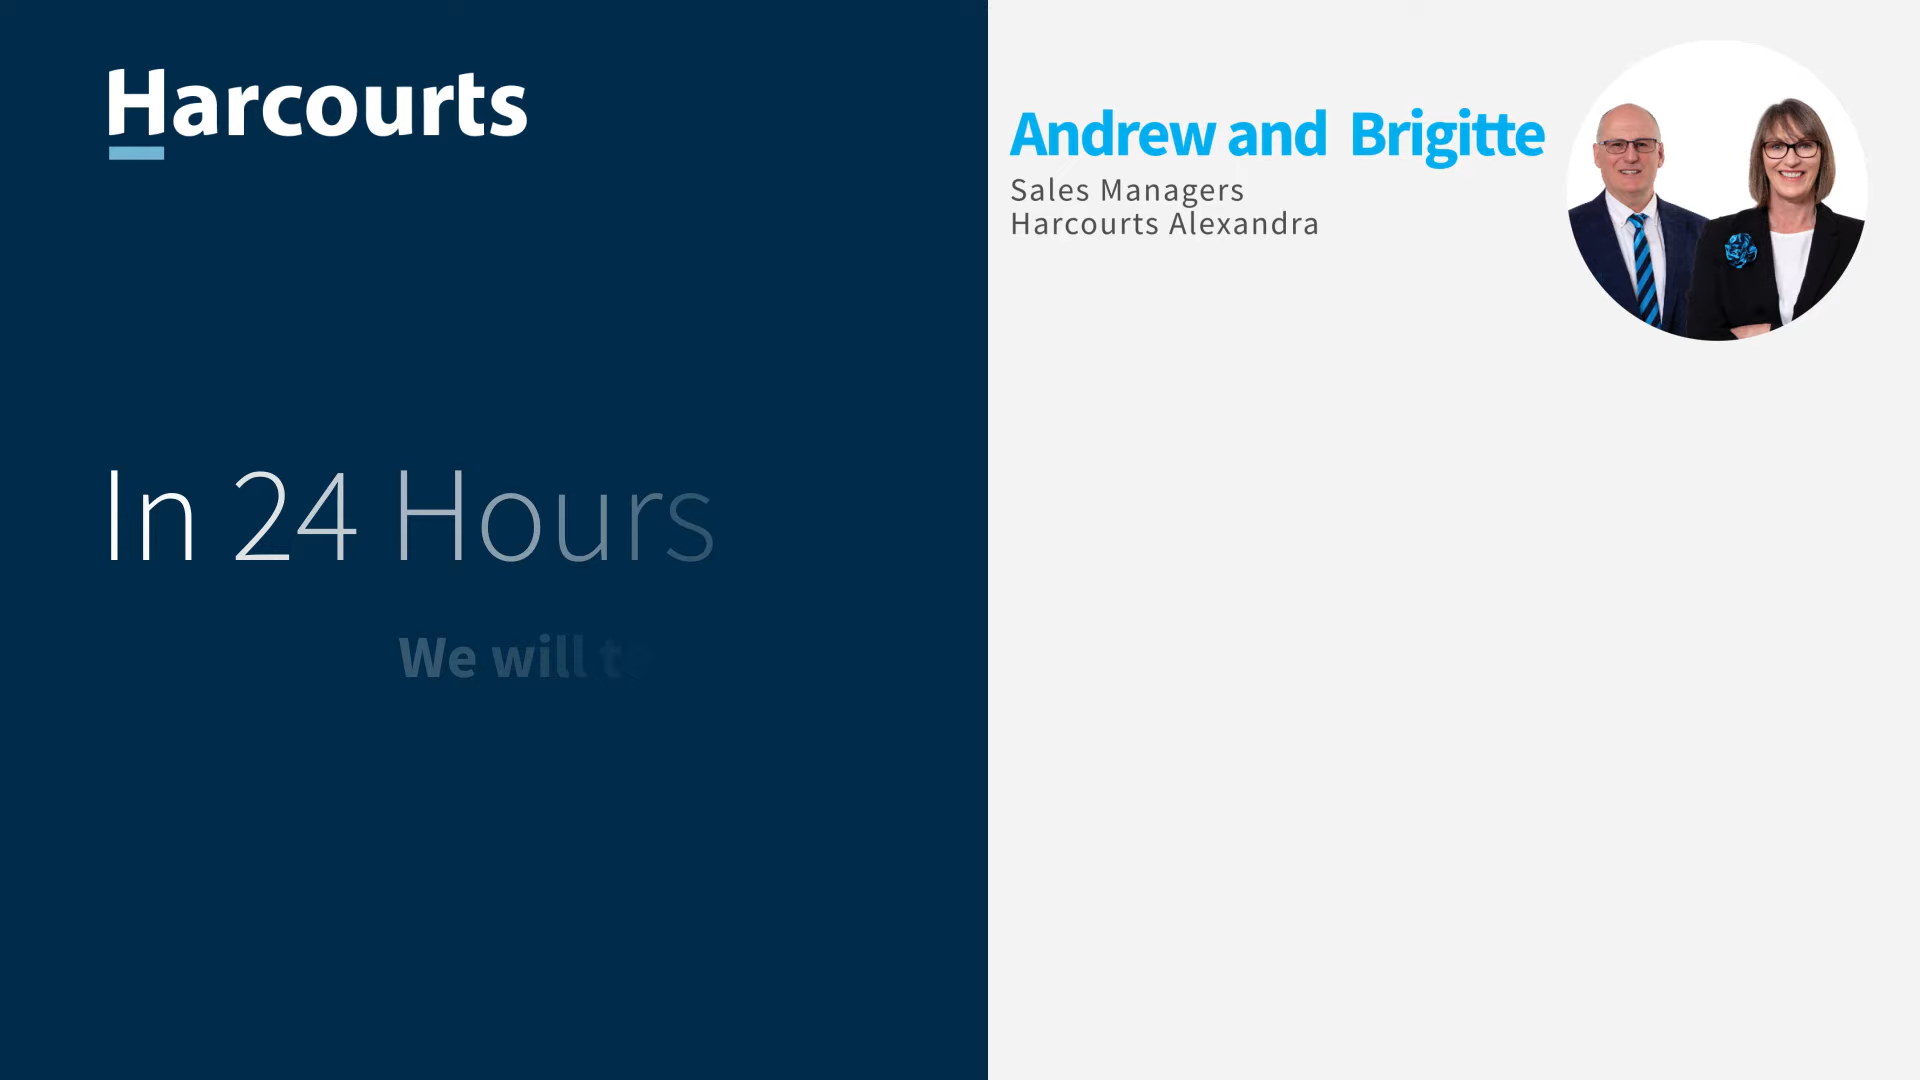 Harcourts
In 24 Hours
We will
Andrew and Brigitte
Sales Managers
Harcourts Alexandra